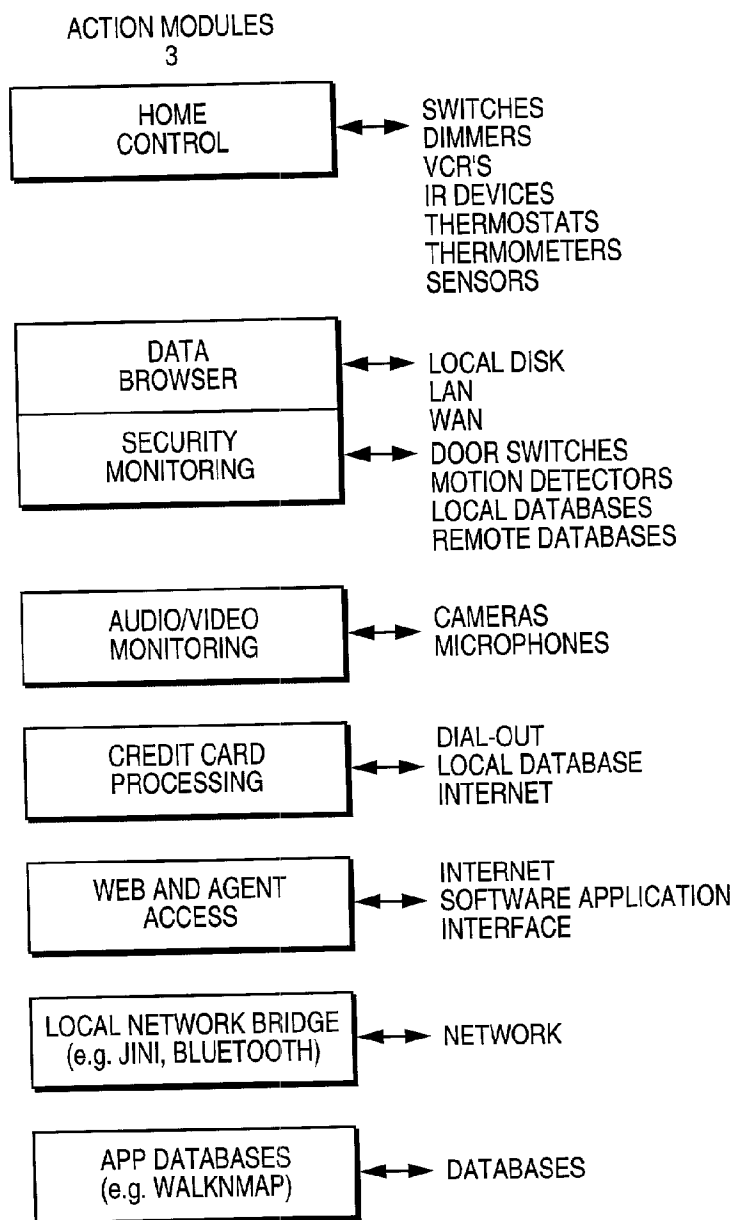 ACTION MODULES
3
HOME
CONTROL
SWITCHES
DIMMERS
VCR'S
IR DEVICES
THERMOSTATS
THERMOMETERS
SENSORS
DATA
BROWSER
LOCAL DISK
LAN
WAN
SECURITY
MONITORING
DOOR SWITCHES
MOTION DETECTORS
LOCAL DATABASES
REMOTE DATABASES
AUDIO/VIDEO
MONITORING
CAMERAS
MICROPHONES
CREDIT CARD
PROCESSING
DIAL-OUT
LOCAL DATABASE
INTERNET
WEB AND AGENT
ACCESS
INTERNET
SOFTWARE APPLICATION
INTERFACE
LOCAL NETWORK BRIDGE
(e.g. JINI, BLUETOOTH)
NETWORK
APP DATABASES
(e.g. WALKNMAP)
DATABASES